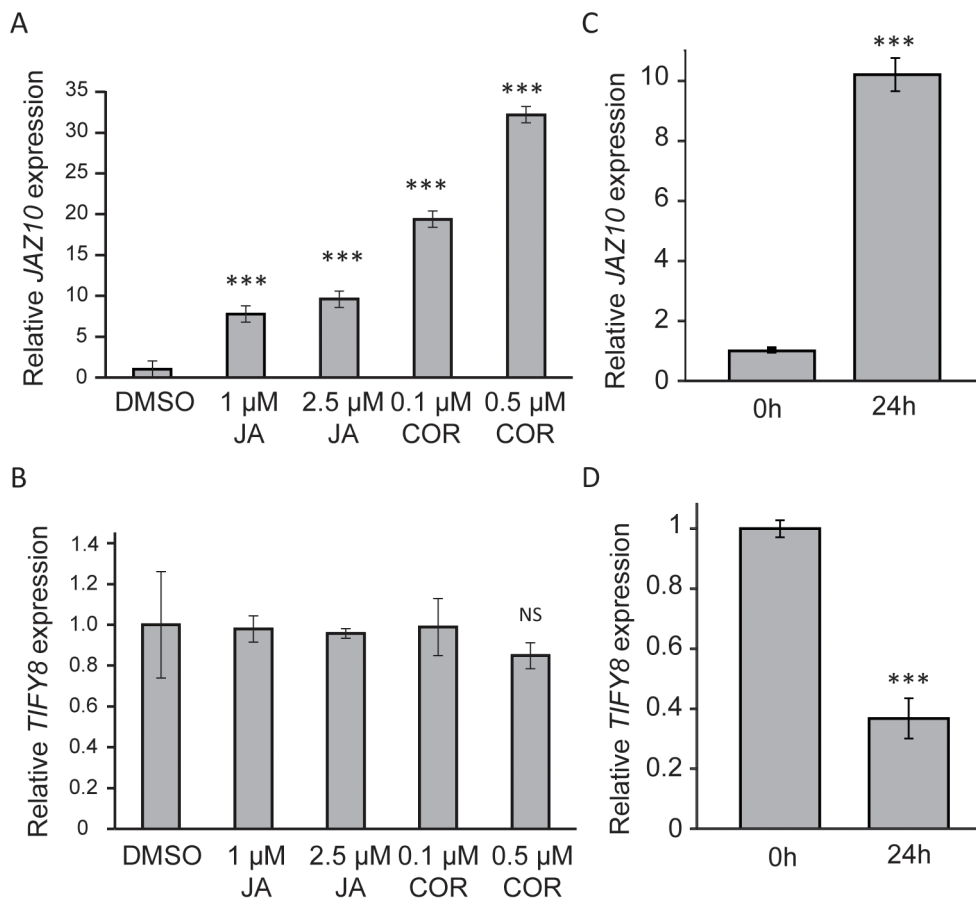 A
Relative JAZ10 expression
35
30
25
20
15
10
5
0
***
***
***
***
DMSO
1 µM JA
2.5 µM JA
0.1 µM COR
0.5 µM COR
B
Relative TIFY8 expression
1.4
1.2
1.0
0.8
0.6
0.4
0.2
0
NS
DMSO
1 µM JA
2.5 µM JA
0.1 µM COR
0.5 µM COR
C
Relative JAZ10 expression
10
8
6
4
2
0
***
0h
24h
D
Relative TIFY8 expression
1
0.8
0.6
0.4
0.2
0
***
0h
24h